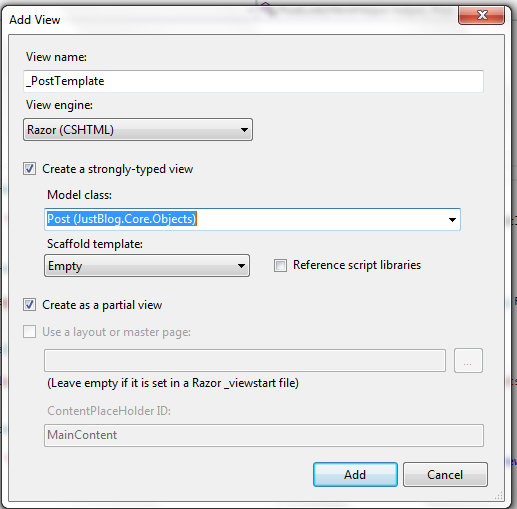 Add View
View name:
_PostTemplate
View engine:
Razor (CSHTML)
Create a strongly-typed view
Model class:
Post (JustBlog.Core.Objects)
Scaffold template:
Empty
Reference script libraries
Create as a partial view
Use a layout or master page:
...
(Leave empty if it is set in a Razor _viewstart file)
ContentPlaceHolder ID:
MainContent
Add
Cancel